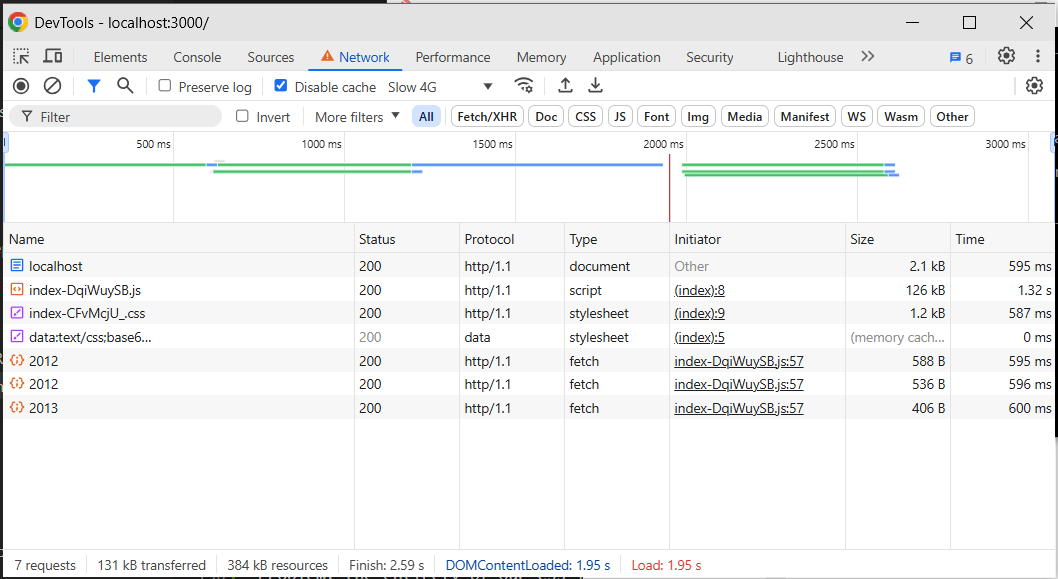 DevTools - localhost:3000/
Elements Console Sources Network Performance Memory Application Security Lighthouse 6
Preserve log Disable cache Slow 4G
Filter Invert More filters All Fetch/XHR Doc CSS JS Font Img Media Manifest WS Wasm Other
500 ms 1000 ms 1500 ms 2000 ms 2500 ms 3000 ms
Name Status Protocol Type Initiator Size Time
localhost 200 http/1.1 document Other 2.1 kB 595 ms
index-DqiWuySB.js 200 http/1.1 script (index):8 126 kB 1.32 s
index-CFvMcjU_.css 200 http/1.1 stylesheet (index):9 1.2 kB 587 ms
data:text/css;base6... 200 data stylesheet (index):5 (memory cach... 0 ms
2012 200 http/1.1 fetch index-DqiWuySB.js:57 588 B 595 ms
2012 200 http/1.1 fetch index-DqiWuySB.js:57 536 B 596 ms
2013 200 http/1.1 fetch index-DqiWuySB.js:57 406 B 600 ms
7 requests 131 kB transferred 384 kB resources Finish: 2.59 s DOMContentLoaded: 1.95 s Load: 1.95 s